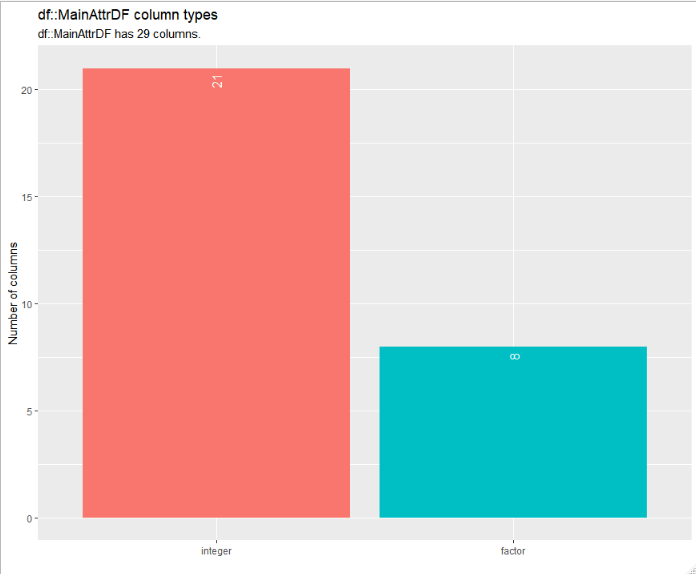 df::MainAttrDF column types
df::MainAttrDF has 29 columns.
Number of columns
20
15
10
5
0
21
8
integer
factor